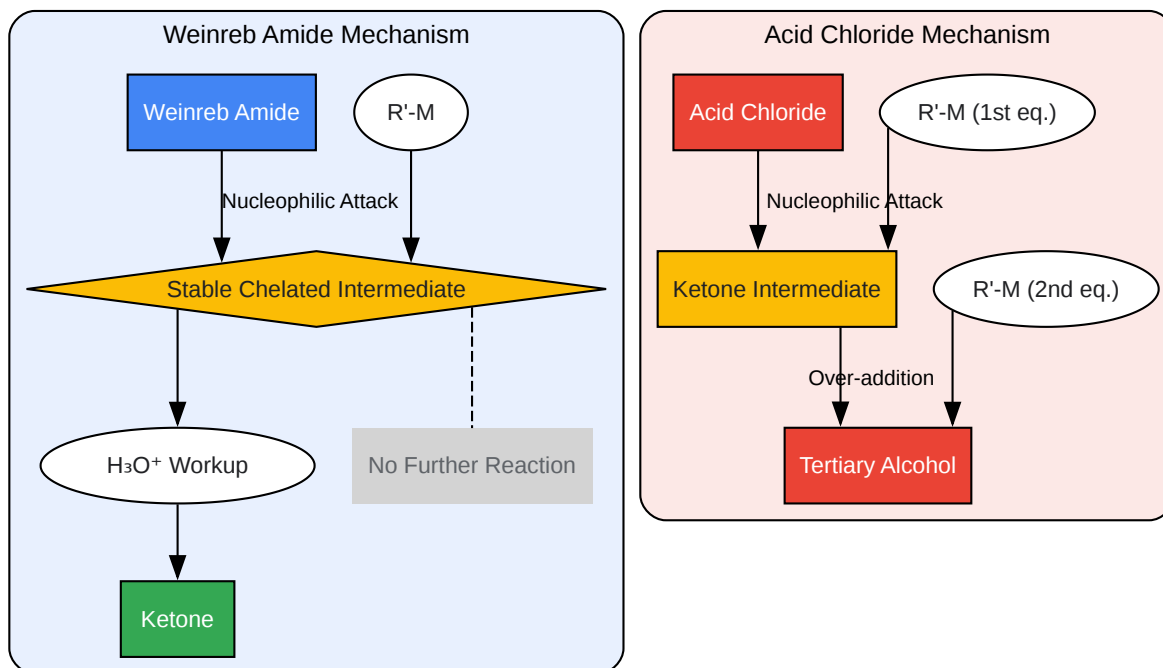 Weinreb Amide Mechanism
Weinreb Amide
R'-M
Nucleophilic Attack
Stable Chelated Intermediate
H₃O⁺ Workup
No Further Reaction
Ketone
Acid Chloride Mechanism
Acid Chloride
R'-M (1st eq.)
Nucleophilic Attack
Ketone Intermediate
R'-M (2nd eq.)
Over-addition
Tertiary Alcohol